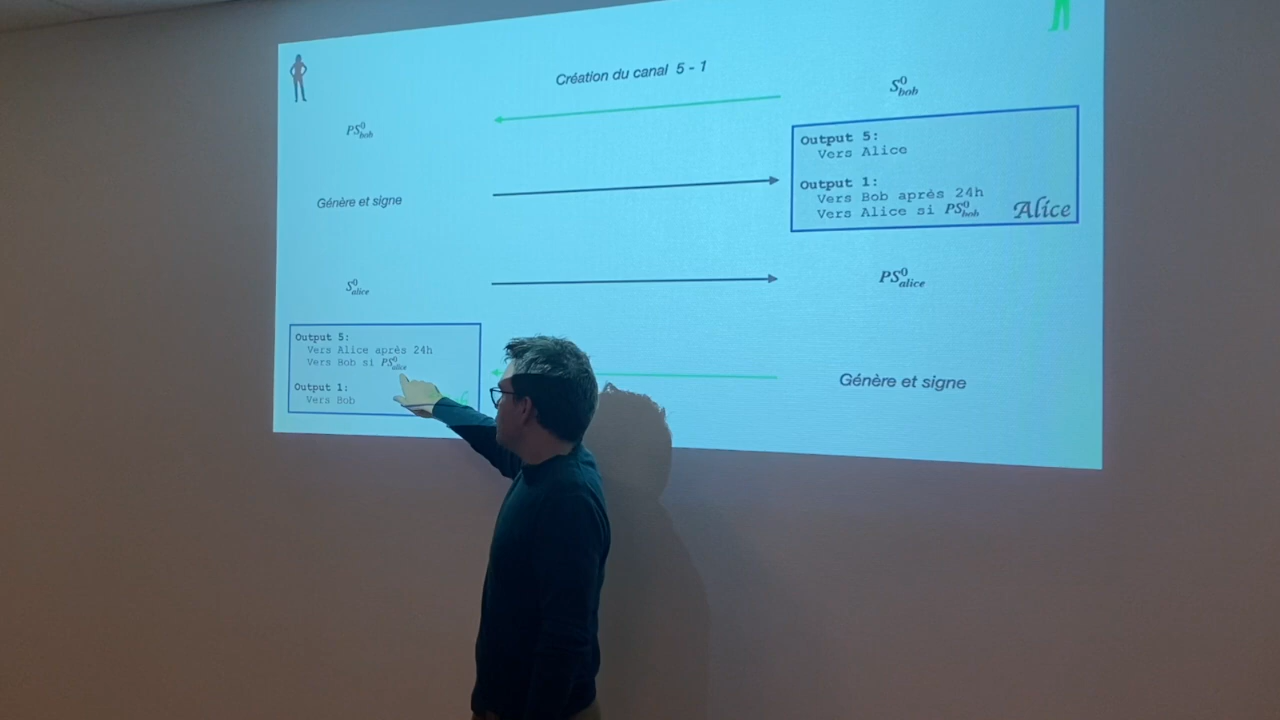 Création du canal 5 - 1
S⁰bob
PS⁰bob
Output 5:
Vers Alice
Output 1:
Vers Bob après 24h
Vers Alice si PS⁰bob
Alice
Génère et signe
S⁰alice
PS⁰alice
Output 5:
Vers Alice après 24h
Vers Bob si PS⁰alice
Output 1:
Vers Bob
Génère et signe